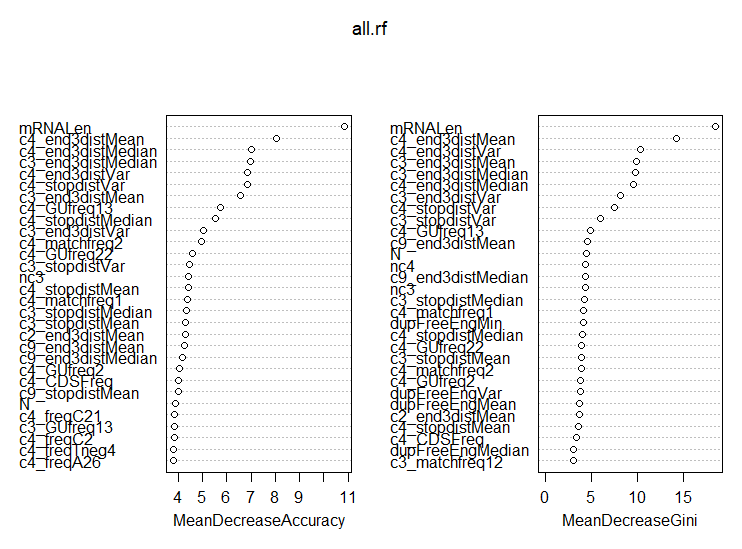 all.rf
mRNALen
c4_end3distMean
c4_end3distMedian
c3_end3distMedian
c4_end3distVar
c4_stopdistVar
c3_end3distMean
c4_GUfreq13
c4_stopdistMedian
c3_end3distVar
c4_matchfreq2
c4_GUfreq22
c3_stopdistVar
nc3
c4_stopdistMean
c4_matchfreq1
c3_stopdistMedian
c3_stopdistMean
c2_end3distMean
c9_end3distMean
c9_end3distMedian
c4_GUfreq2
c4_CDSFreq
c9_stopdistMean
N
c4_freqC21
c3_GUfreq13
c4_freqC2
c4_freqTneg4
c4_freqA26
4 5 6 7 8 9 11
MeanDecreaseAccuracy
mRNALen
c4_end3distMean
c4_end3distVar
c3_end3distMean
c3_end3distMedian
c4_end3distMedian
c3_end3distVar
c4_stopdistVar
c3_stopdistVar
c4_GUfreq13
c9_end3distMean
N
nc4
c9_end3distMedian
nc3
c3_stopdistMedian
c4_matchfreq1
dupFreeEngMin
c4_stopdistMedian
c4_GUfreq22
c3_stopdistMean
c4_matchfreq2
c4_GUfreq2
dupFreeEngVar
dupFreeEngMean
c2_end3distMean
c4_stopdistMean
c4_CDSFreq
dupFreeEngMedian
c3_matchfreq12
0 5 10 15
MeanDecreaseGini